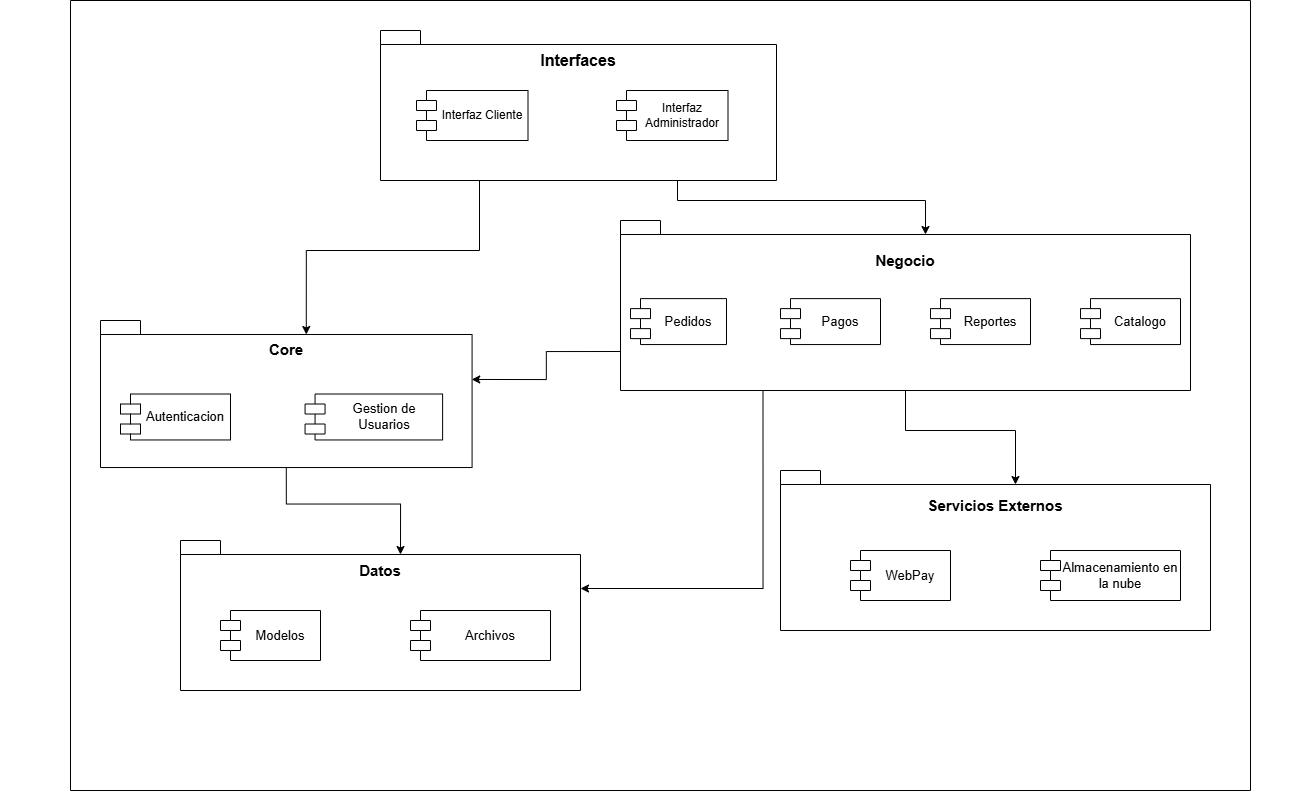 Interfaces
Interfaz Cliente
Interfaz
Administrador
Negocio
Pedidos
Pagos
Reportes
Catalogo
Core
Autenticacion
Gestion de
Usuarios
Servicios Externos
WebPay
Almacenamiento en
la nube
Datos
Modelos
Archivos